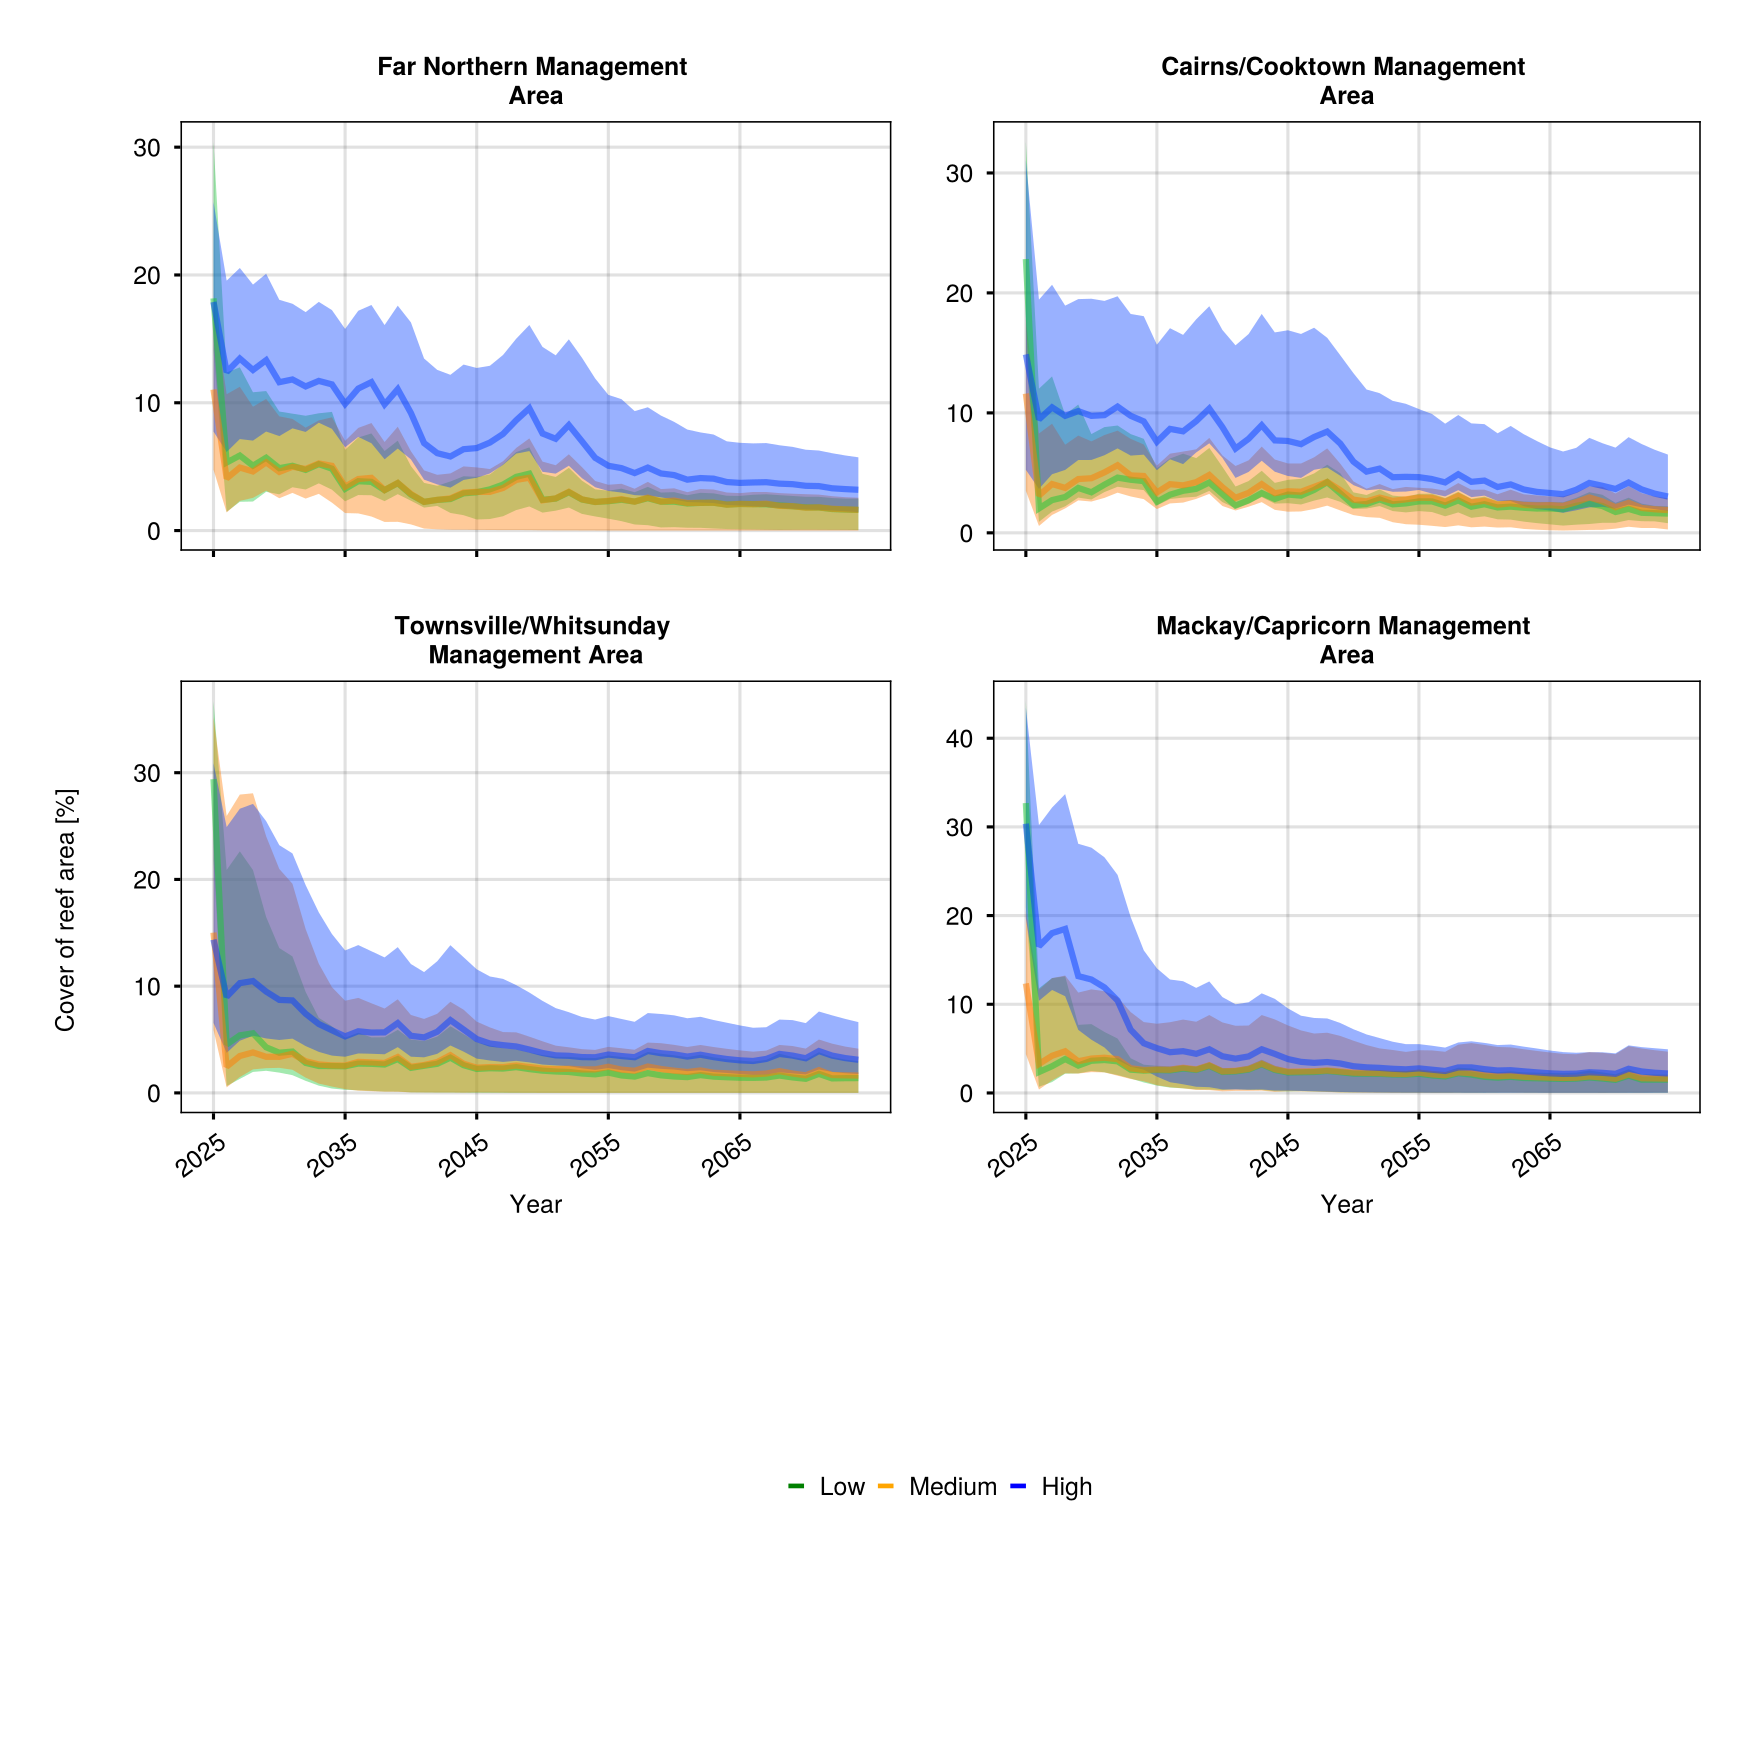 Far Northern Management
Area
Cairns/Cooktown Management
Area
30
20
10
0
30
20
10
0
Townsville/Whitsunday
Management Area
Mackay/Capricorn Management
Area
Cover of reef area [%]
30
20
10
0
40
30
20
10
0
2025 2035 2045 2055 2065
2025 2035 2045 2055 2065
Year
Year
Low Medium High